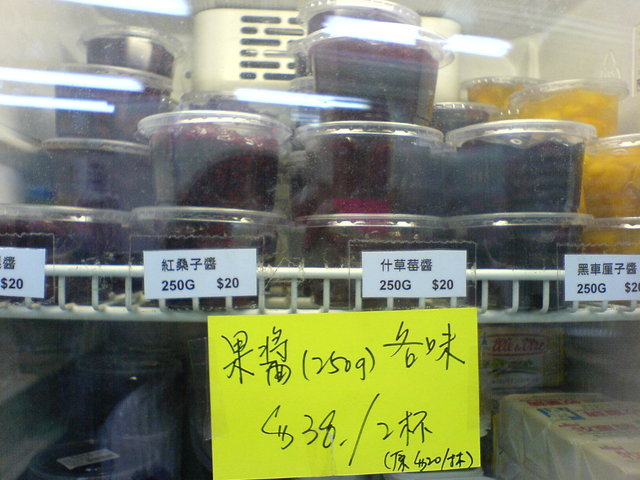 醬
$20
紅桑子醬
250G $20
什草莓醬
250G $20
黑車厘子醬
250G $20
果醬(250g) 各味
$38./2杯
(原$20/杯)